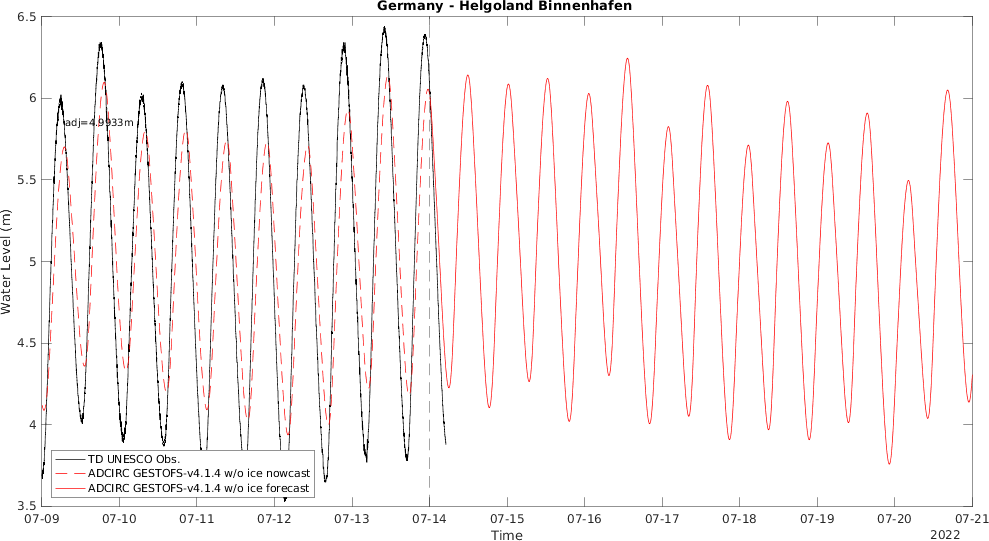 Germany - Helgoland Binnenhafen
6.5
6
5.5
5
4.5
4
3.5
Water Level (m)
adj=4.9933m
TD UNESCO Obs.
ADCIRC GESTOFS-v4.1.4 w/o ice nowcast
ADCIRC GESTOFS-v4.1.4 w/o ice forecast
07-09 07-10 07-11 07-12 07-13 07-14 07-15 07-16 07-17 07-18 07-19 07-20 07-21
Time
2022